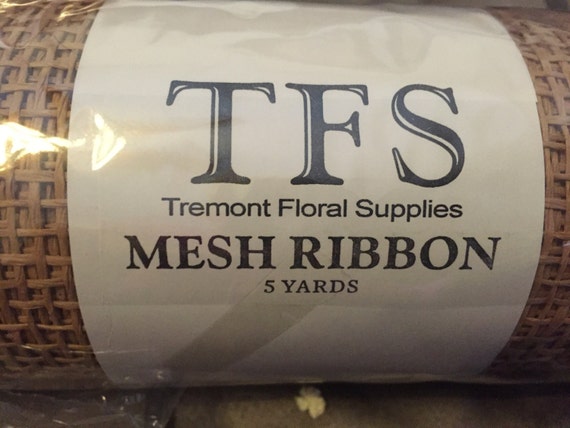 TFS
Tremont Floral Supplies
MESH RIBBON
5 YARDS